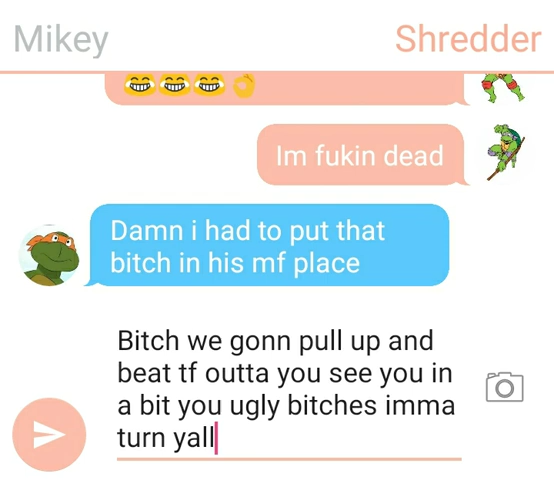 Mikey Shredder
😂😂😂👌
Im fukin dead
Damn i had to put that
bitch in his mf place
Bitch we gonn pull up and
beat tf outta you see you in
a bit you ugly bitches imma
turn yall